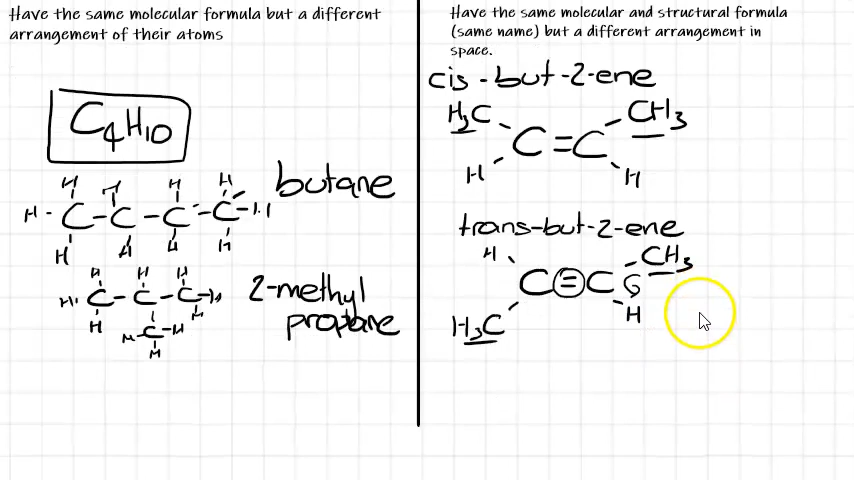 Have the same molecular formula but a different
arrangement of their atoms
C4H10
H H H H
H - C - C - C - C - H
H H H H
butane
H H H
H - C - C - C - H
H H
C - H
H
2-methyl
propane
Have the same molecular and structural formula
(same name) but a different arrangement in
space.
cis-but-2-ene
H3C CH3
C = C
H H
trans-but-2-ene
H CH3
C = C
H3C H